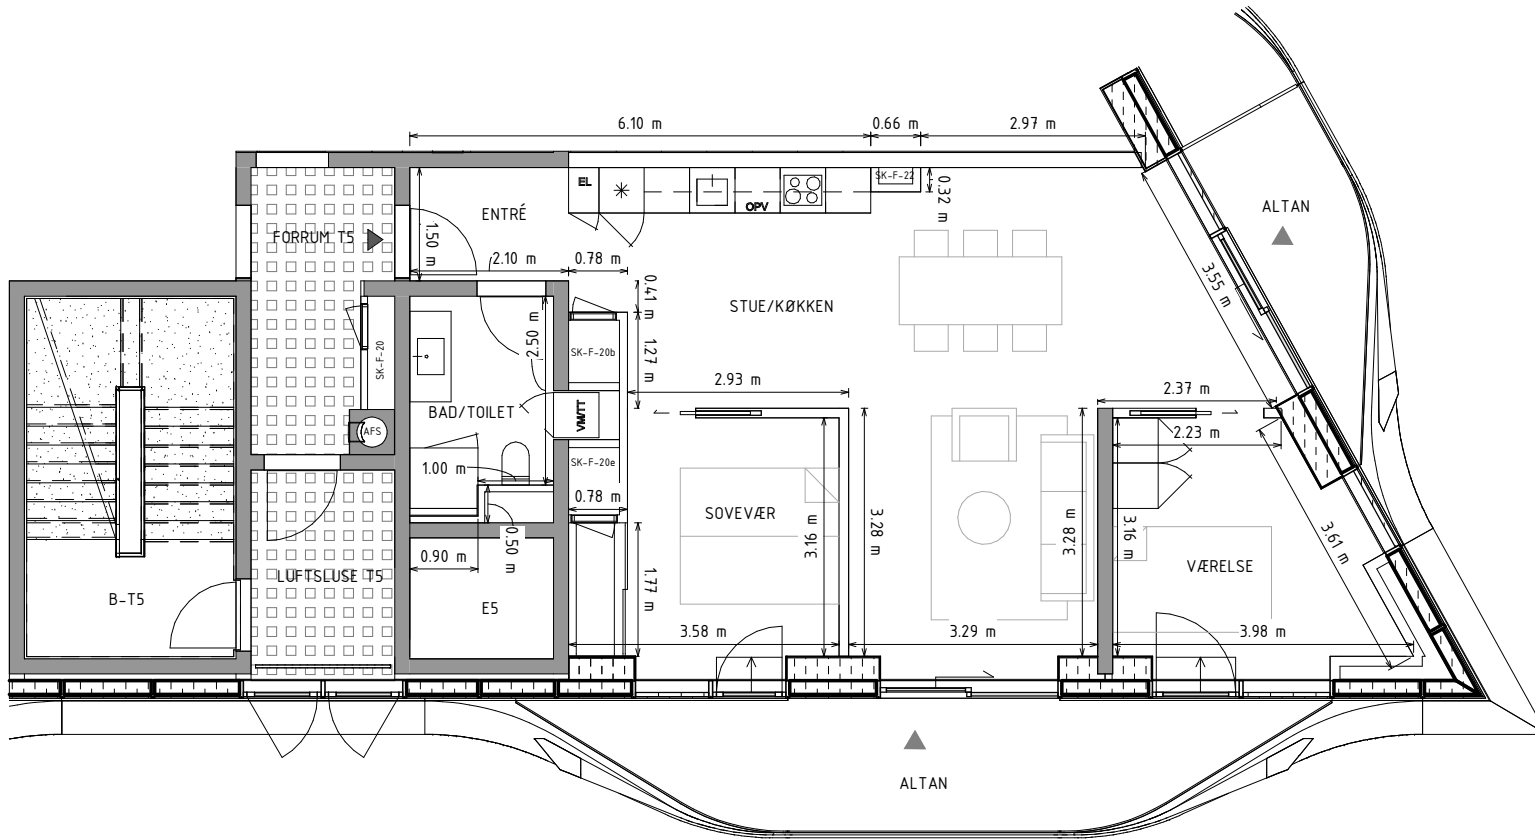 6.10 m
0.66 m
2.97 m
EL
OPV
SK-F-22
0.32 m
ENTRÉ
ALTAN
FORRUM T5
1.50 m
2.10 m
0.78 m
3.55 m
0.41 m
STUE/KØKKEN
2.50 m
1.27 m
SK-F-20
SK-F-20b
2.93 m
2.37 m
BAD/TOILET
VM/TT
AFS
2.23 m
1.00 m
SK-F-20e
0.78 m
SOVEVÆR
3.16 m
3.28 m
3.28 m
3.16 m
3.61 m
0.50 m
0.90 m
VÆRELSE
LUFTSLUSE T5
1.77 m
B-T5
E5
3.58 m
3.29 m
3.98 m
ALTAN